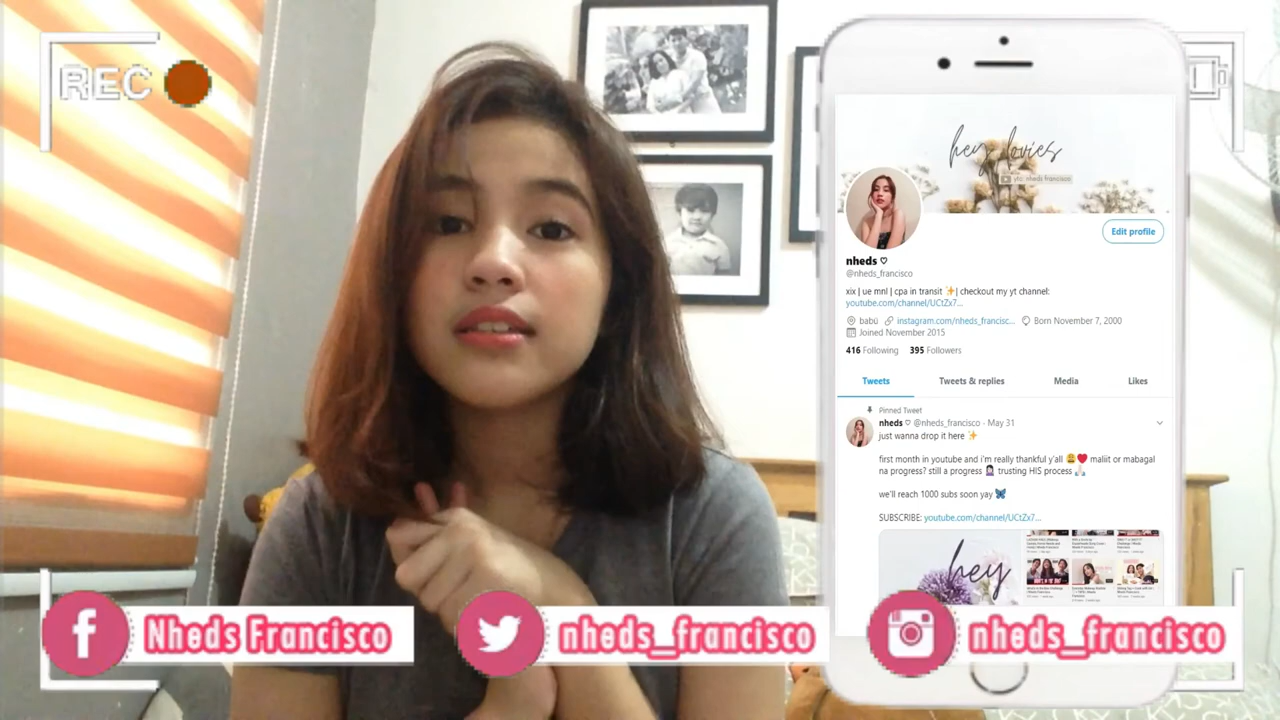 REC
hey lovies
ytc: nheds francisco
Edit profile
nheds ♡
@nheds_francisco
xix | ue mnl | cpa in transit ✨| checkout my yt channel:
youtube.com/channel/UCtZx7...
babü instagram.com/nheds_francisc... Born November 7, 2000
Joined November 2015
416 Following 395 Followers
Tweets Tweets & replies Media Likes
Pinned Tweet
nheds ♡ @nheds_francisco · May 31
just wanna drop it here ✨
first month in youtube and i'm really thankful y'all 😩❤️ maliit or mabagal
na progress? still a progress 💆🏻‍♀️ trusting HIS process 🙏🏻
we'll reach 1000 subs soon yay 🦋
SUBSCRIBE: youtube.com/channel/UCtZx7...
hey
Nheds Francisco
nheds_francisco
nheds_francisco